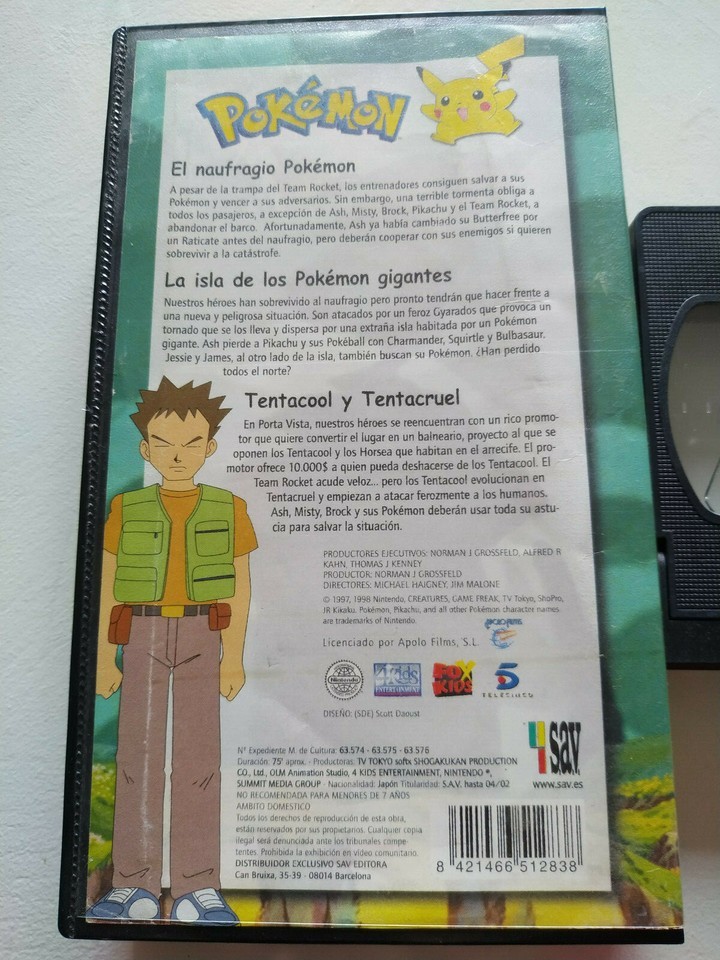 POKéMON
El naufragio Pokémon
A pesar de la trampa del Team Rocket, los entrenadores consiguen salvar a sus
Pokémon y vencer a sus adversarios. Sin embargo, una terrible tormenta obliga a
todos los pasajeros, a excepción de Ash, Misty, Brock, Pikachu y el Team Rocket, a
abandonar el barco. Afortunadamente, Ash ya había cambiado su Butterfree por
un Raticate antes del naufragio, pero deberán cooperar con sus enemigos si quieren
sobrevivir a la catástrofe.
La isla de los Pokémon gigantes
Nuestros héroes han sobrevivido al naufragio pero pronto tendrán que hacer frente a
una nueva y peligrosa situación. Son atacados por un feroz Gyarados que provoca un
tornado que se los lleva y dispersa por una extraña isla habitada por un Pokémon
gigante. Ash pierde a Pikachu y sus Pokéball con Charmander, Squirtle y Bulbasaur.
Jessie y James, al otro lado de la isla, también buscan su Pokémon. ¿Han perdido
todos el norte?
Tentacool y Tentacruel
En Porta Vista, nuestros héroes se reencuentran con un rico promo-
tor que quiere convertir el lugar en un balneario, proyecto al que se
oponen los Tentacool y los Horsea que habitan en el arrecife. El pro-
motor ofrece 10.000$ a quien pueda deshacerse de los Tentacool. El
Team Rocket acude veloz... pero los Tentacool evolucionan en
Tentacruel y empiezan a atacar ferozmente a los humanos.
Ash, Misty, Brock y sus Pokémon deberán usar toda su astu-
cia para salvar la situación.
PRODUCTORES EJECUTIVOS: NORMAN J GROSSFELD, ALFRED R
KAHN, THOMAS J KENNEY
PRODUCTOR: NORMAN J GROSSFELD
DIRECTORES: MICHAEL HAIGNEY, JIM MALONE
© 1997, 1998 Nintendo, CREATURES, GAME FREAK, TV Tokyo, ShoPro,
JR Kikaku. Pokémon, Pikachu, and all other Pokémon character names
are trademarks of Nintendo.
Licenciado por Apolo Films, S.L.
Nintendo
4Kids
ENTERTAINMENT
FOX
KIDS
5
TELECINCO
DISEÑO: (SDE) Scott Daoust
Nº Expediente M. de Cultura: 63.574 - 63.575 - 63.576
Duración: 75' aprox. - Productoras: TV TOKYO softx SHOGAKUKAN PRODUCTION
CO., Ltd., OLM Animation Studio, 4 KIDS ENTERTAINMENT, NINTENDO ®,
SUMMIT MEDIA GROUP - Nacionalidad: Japón Titularidad: S.A.V. hasta 04/02
NO RECOMENDADA PARA MENORES DE 7 AÑOS
AMBITO DOMESTICO
Todos los derechos de reproducción de esta obra,
están reservados por sus propietarios. Cualquier copia
ilegal será denunciada ante los tribunales compe-
tentes. Prohibida la exhibición en vídeo comunitario.
DISTRIBUIDOR EXCLUSIVO SAV EDITORA
Can Bruixa, 35-39 - 08014 Barcelona
s.a.v.
www.sav.es
8 421466 512838